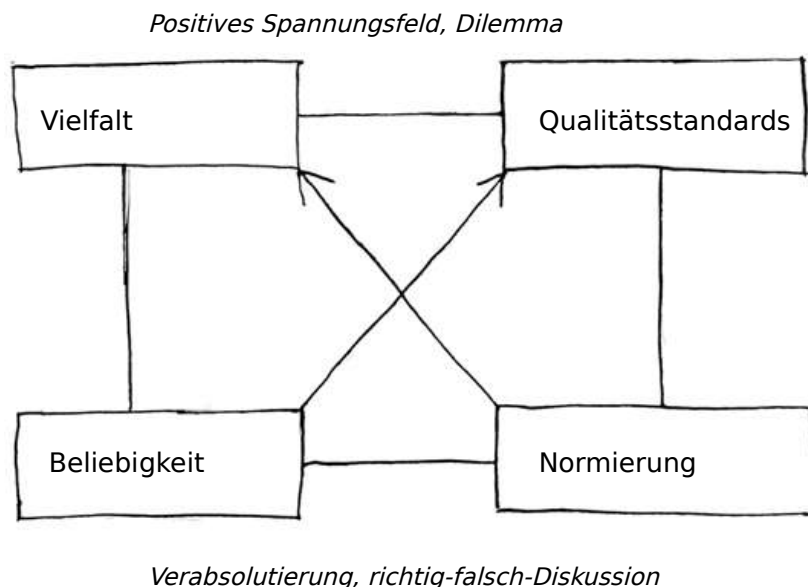 Positives Spannungsfeld, Dilemma
Vielfalt
Qualitätsstandards
Beliebigkeit
Normierung
Verabsolutierung, richtig-falsch-Diskussion